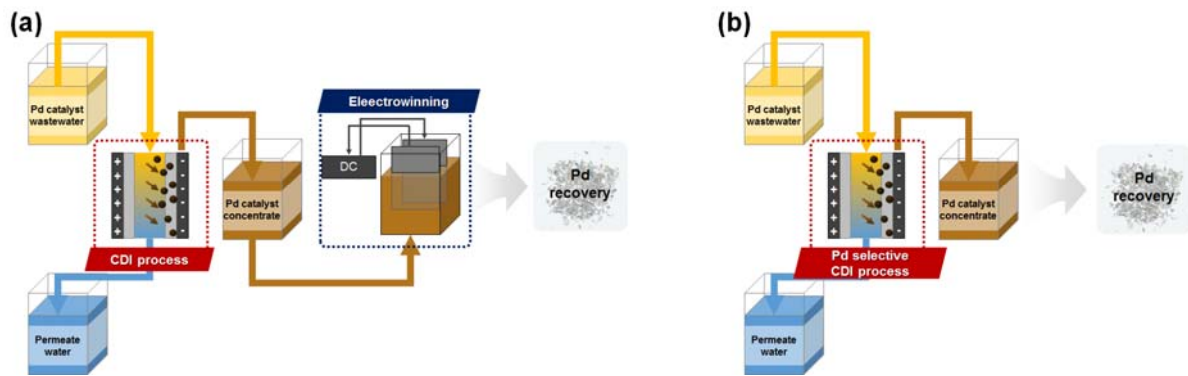 (a)
Pd catalyst
wastewater
+
+
+
+
+
+
-
-
-
-
-
-
CDI process
Pd catalyst
concentrate
Eleectrowinning
DC
Pd
recovery
Permeate
water
(b)
Pd catalyst
wastewater
+
+
+
+
+
+
-
-
-
-
-
-
Pd selective
CDI process
Pd catalyst
concentrate
Pd
recovery
Permeate
water